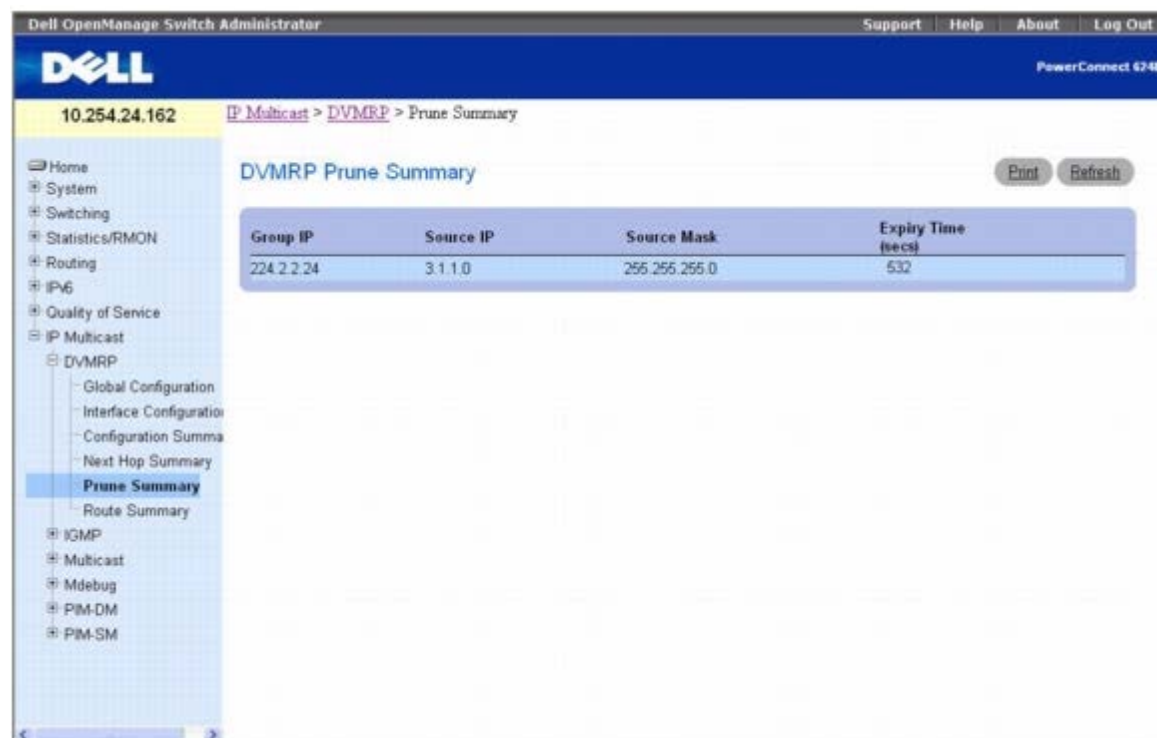 Dell OpenManage Switch Administrator
Support Help About Log Out
DELL
PowerConnect
10.254.24.162
IP Multicast > DVMRP > Prune Summary
Home
System
Switching
Statistics/RMON
Routing
IPv6
Quality of Service
IP Multicast
DVMRP
Global Configuration
Interface Configuratio
Configuration Summa
Next Hop Summary
Prune Summary
Route Summary
IGMP
Multicast
Mdebug
PIM-DM
PIM-SM
DVMRP Prune Summary
Print Refresh
Group IP Source IP Source Mask Expiry Time (secs)
224.2.2.24 3.1.1.0 255.255.255.0 532